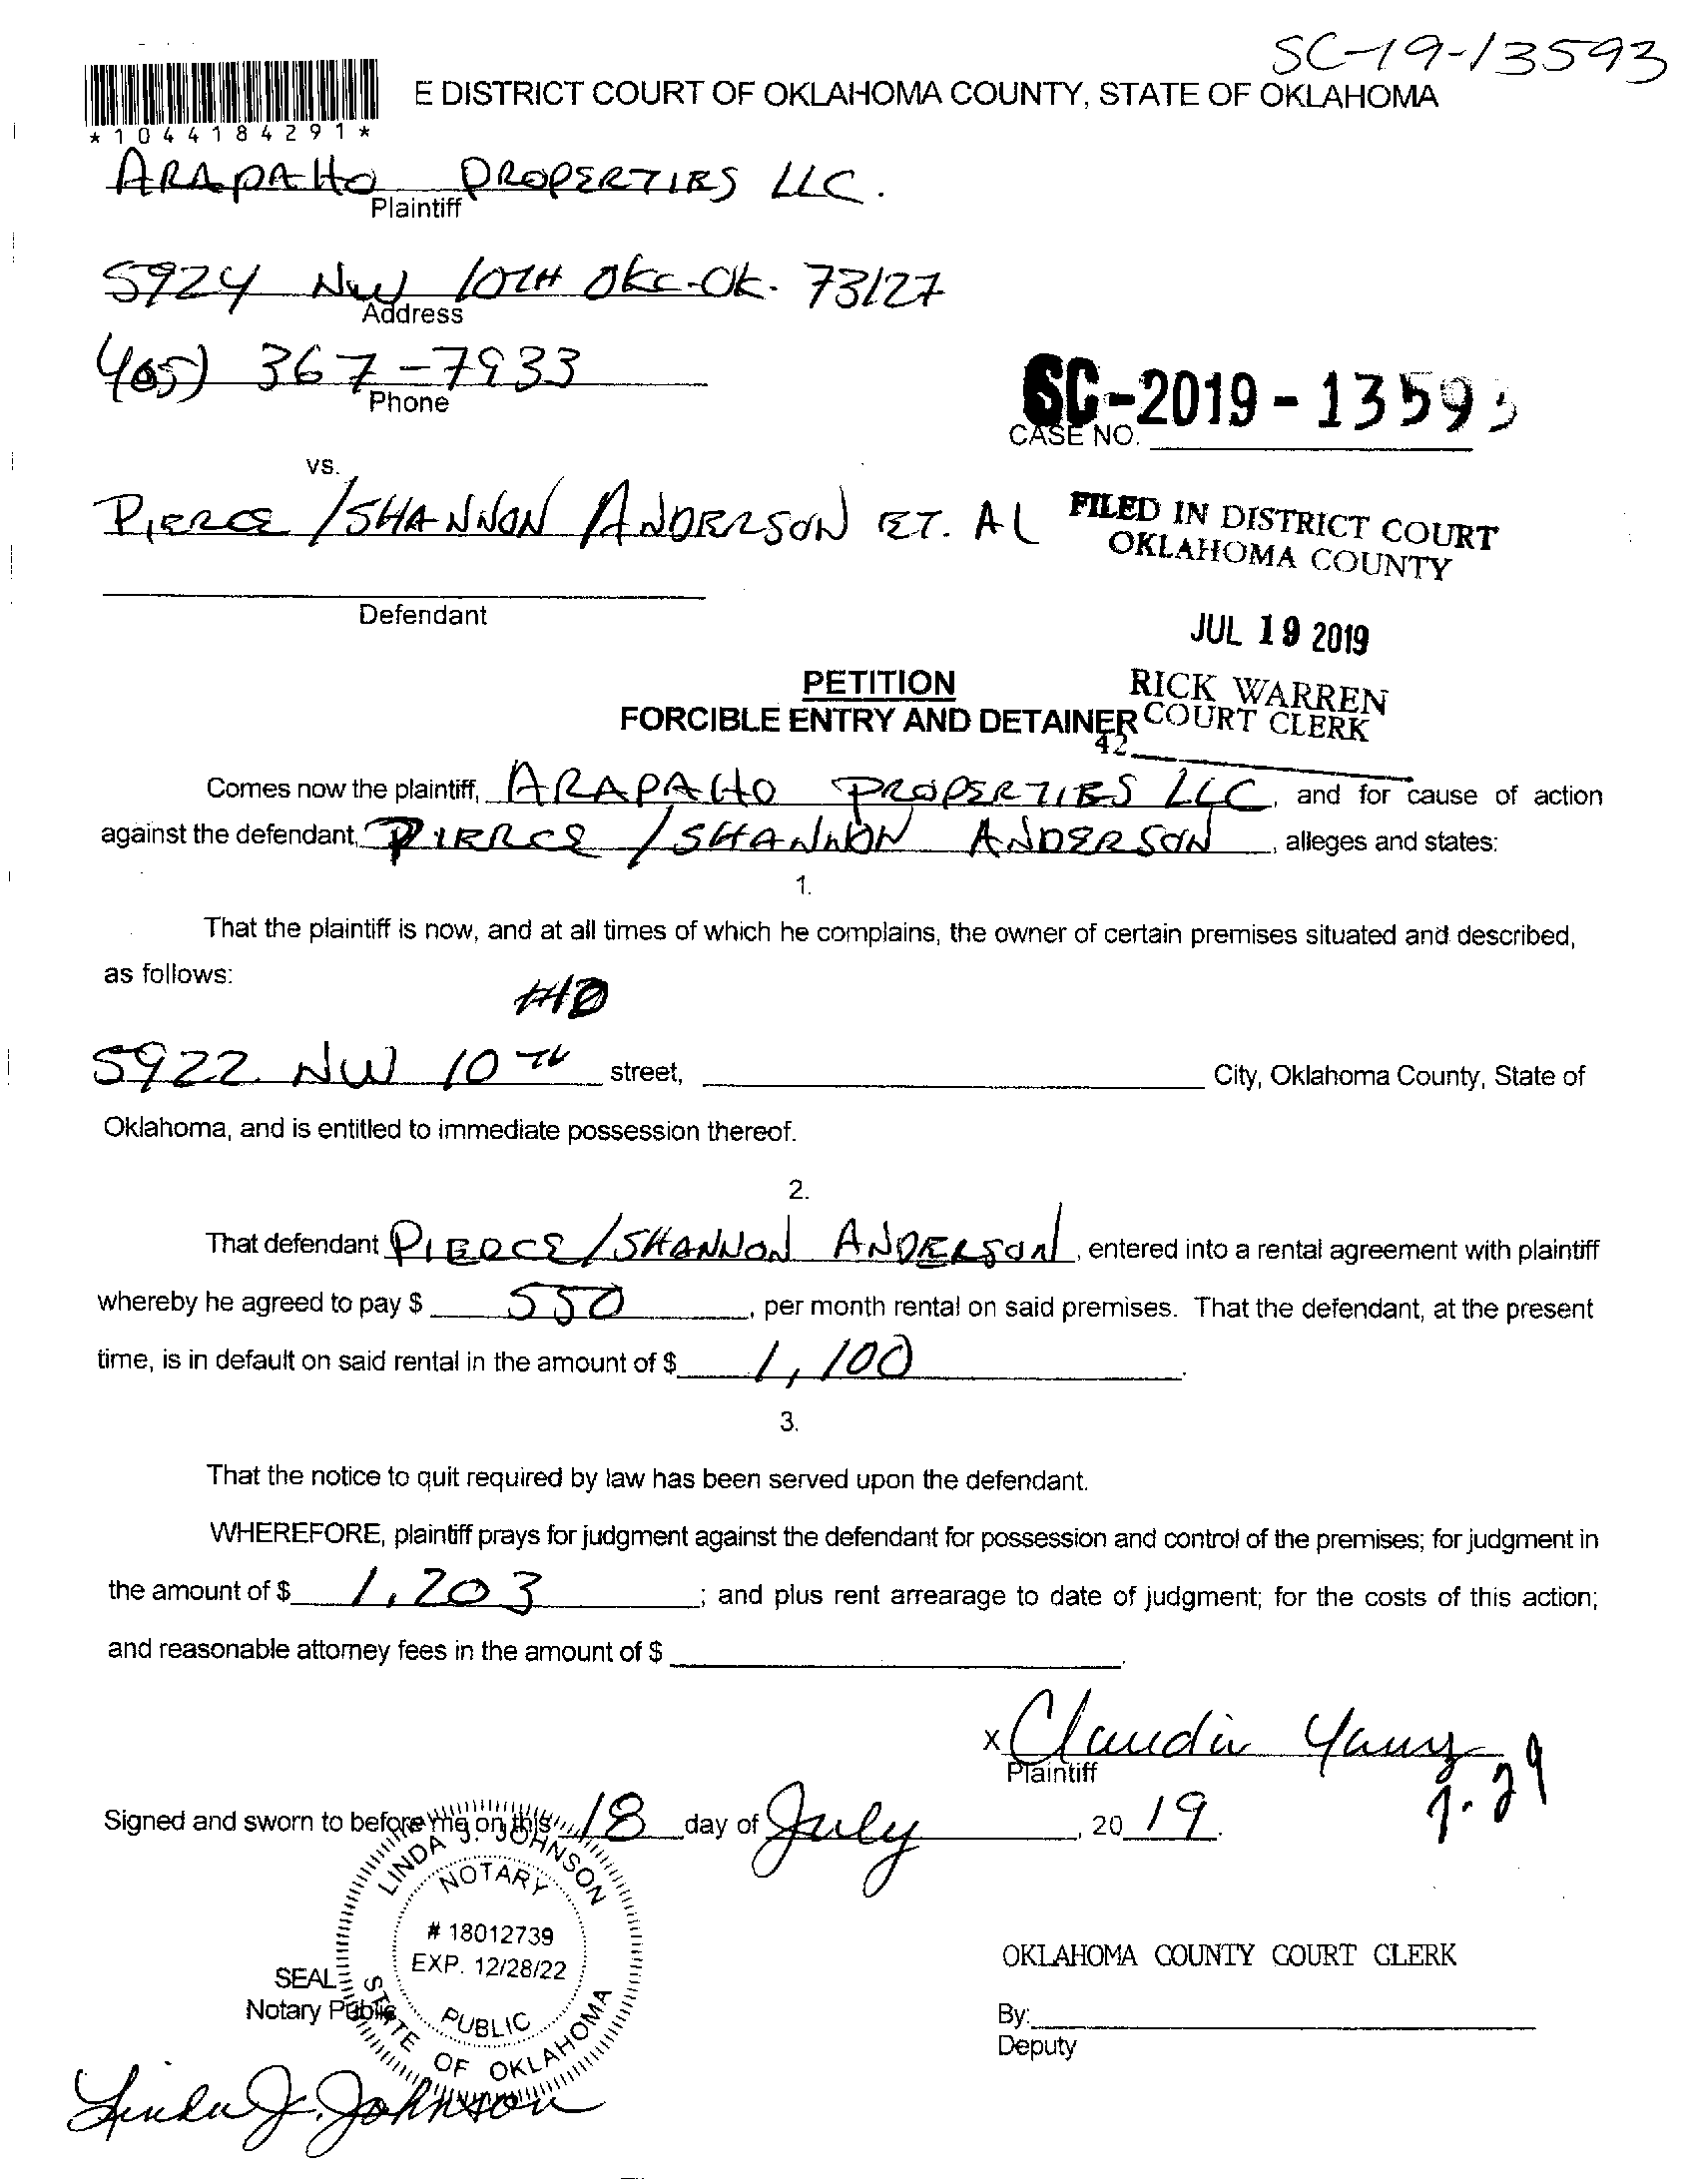 SC-19-13593
E DISTRICT COURT OF OKLAHOMA COUNTY, STATE OF OKLAHOMA
*1044184291*
ARAPAHO PROPERTIES LLC.
Plaintiff
5924 NW 10TH OKC-OK. 73127
Address
405) 367-7933
Phone
SC-2019-13593
CASE NO.
vs.
PIERCE / SHANNON ANDERSON ET. AL
FILED IN DISTRICT COURT
OKLAHOMA COUNTY
Defendant
JUL 19 2019
PETITION
RICK WARREN
FORCIBLE ENTRY AND DETAINER
COURT CLERK
42
Comes now the plaintiff, ARAPAHO PROPERTIES LLC, and for cause of action
against the defendant, PIERCE / SHANNON ANDERSON, alleges and states:
1.
That the plaintiff is now, and at all times of which he complains, the owner of certain premises situated and described,
as follows:
5922 NW 10TH street, City, Oklahoma County, State of
Oklahoma, and is entitled to immediate possession thereof.
2.
That defendant PIERCE / SHANNON ANDERSON, entered into a rental agreement with plaintiff
whereby he agreed to pay $ 550, per month rental on said premises. That the defendant, at the present
time, is in default on said rental in the amount of $ 1,100.
3.
That the notice to quit required by law has been served upon the defendant.
WHEREFORE, plaintiff prays for judgment against the defendant for possession and control of the premises; for judgment in
the amount of $ 1,203; and plus rent arrearage to date of judgment; for the costs of this action;
and reasonable attorney fees in the amount of $
X Claudia
Plaintiff
7-29
Signed and sworn to before me on this 18 day of July, 2019.
LINDA J. JOHNSON
NOTARY
# 18012739
EXP. 12/28/22
PUBLIC
STATE OF OKLAHOMA
SEAL
Notary Public
OKLAHOMA COUNTY COURT CLERK
By:
Deputy
Linda J. Johnson